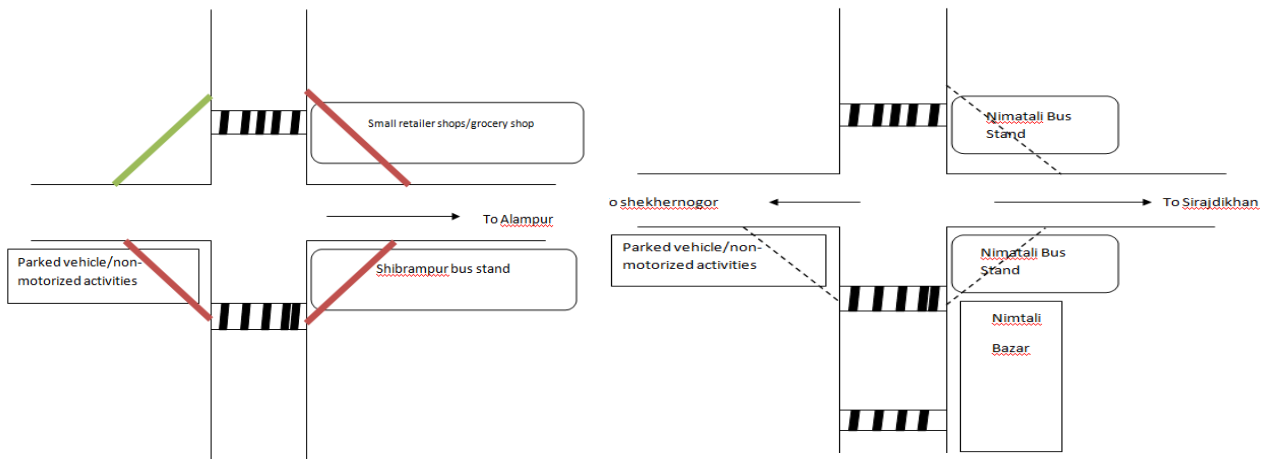 Small retailer shops/grocery shop
To Alampur
Parked vehicle/non-
motorized activities
Shibrampur bus stand
Nimatali Bus
Stand
o shekhernogor
To Sirajdikhan
Parked vehicle/non-
motorized activities
Nimatali Bus
Stand
Nimtali
Bazar